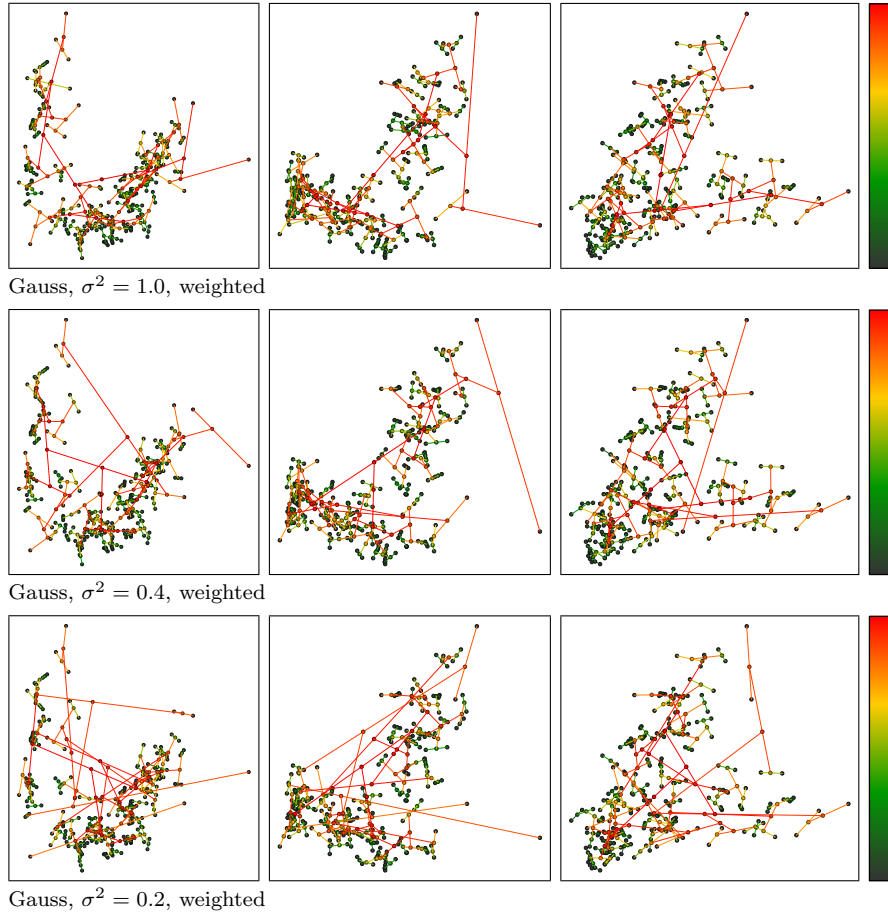 Gauss, σ² = 1.0, weighted
Gauss, σ² = 0.4, weighted
Gauss, σ² = 0.2, weighted